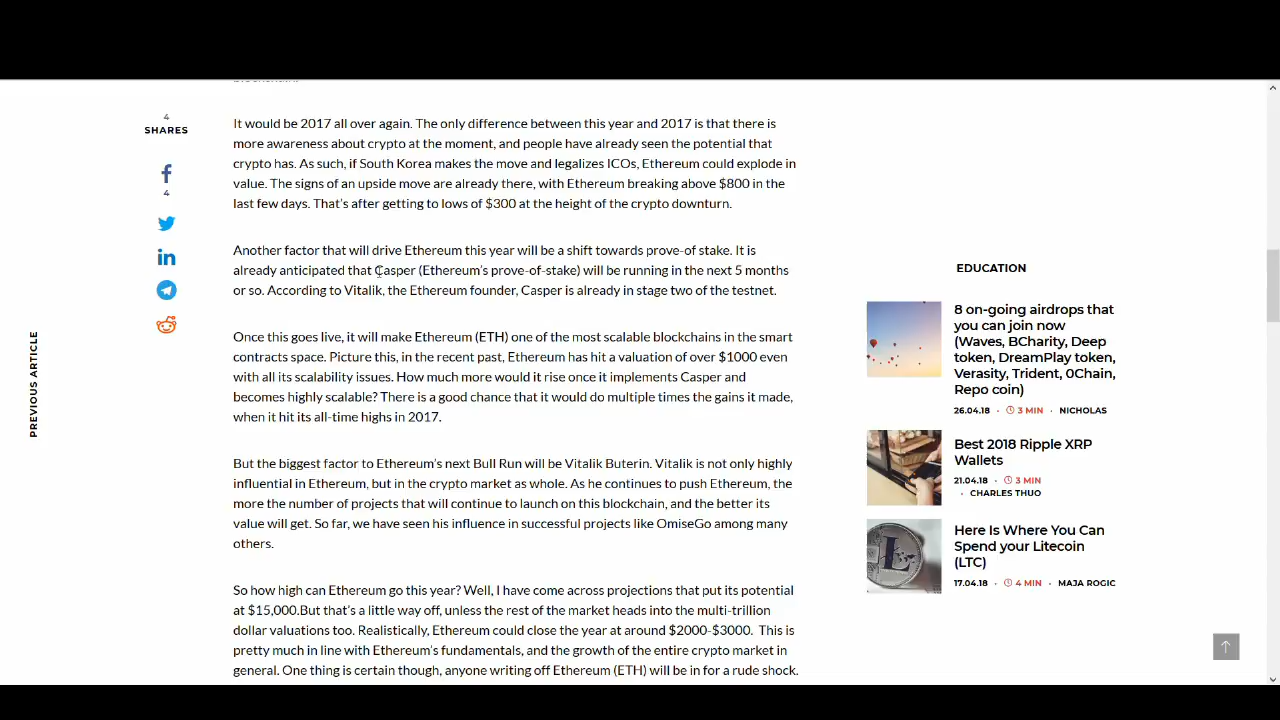 4
SHARES
4
PREVIOUS ARTICLE
It would be 2017 all over again. The only difference between this year and 2017 is that there is
more awareness about crypto at the moment, and people have already seen the potential that
crypto has. As such, if South Korea makes the move and legalizes ICOs, Ethereum could explode in
value. The signs of an upside move are already there, with Ethereum breaking above $800 in the
last few days. That’s after getting to lows of $300 at the height of the crypto downturn.
Another factor that will drive Ethereum this year will be a shift towards prove-of stake. It is
already anticipated that Casper (Ethereum’s prove-of-stake) will be running in the next 5 months
or so. According to Vitalik, the Ethereum founder, Casper is already in stage two of the testnet.
Once this goes live, it will make Ethereum (ETH) one of the most scalable blockchains in the smart
contracts space. Picture this, in the recent past, Ethereum has hit a valuation of over $1000 even
with all its scalability issues. How much more would it rise once it implements Casper and
becomes highly scalable? There is a good chance that it would do multiple times the gains it made,
when it hit its all-time highs in 2017.
But the biggest factor to Ethereum’s next Bull Run will be Vitalik Buterin. Vitalik is not only highly
influential in Ethereum, but in the crypto market as whole. As he continues to push Ethereum, the
more the number of projects that will continue to launch on this blockchain, and the better its
value will get. So far, we have seen his influence in successful projects like OmiseGo among many
others.
So how high can Ethereum go this year? Well, I have come across projections that put its potential
at $15,000.But that’s a little way off, unless the rest of the market heads into the multi-trillion
dollar valuations too. Realistically, Ethereum could close the year at around $2000-$3000.  This is
pretty much in line with Ethereum’s fundamentals, and the growth of the entire crypto market in
general. One thing is certain though, anyone writing off Ethereum (ETH) will be in for a rude shock.
EDUCATION
8 on-going airdrops that
you can join now
(Waves, BCharity, Deep
token, DreamPlay token,
Verasity, Trident, 0Chain,
Repo coin)
26.04.18 • 3 MIN • NICHOLAS
Best 2018 Ripple XRP
Wallets
21.04.18 • 3 MIN
• CHARLES THUO
Here Is Where You Can
Spend your Litecoin
(LTC)
17.04.18 • 4 MIN • MAJA ROGIC